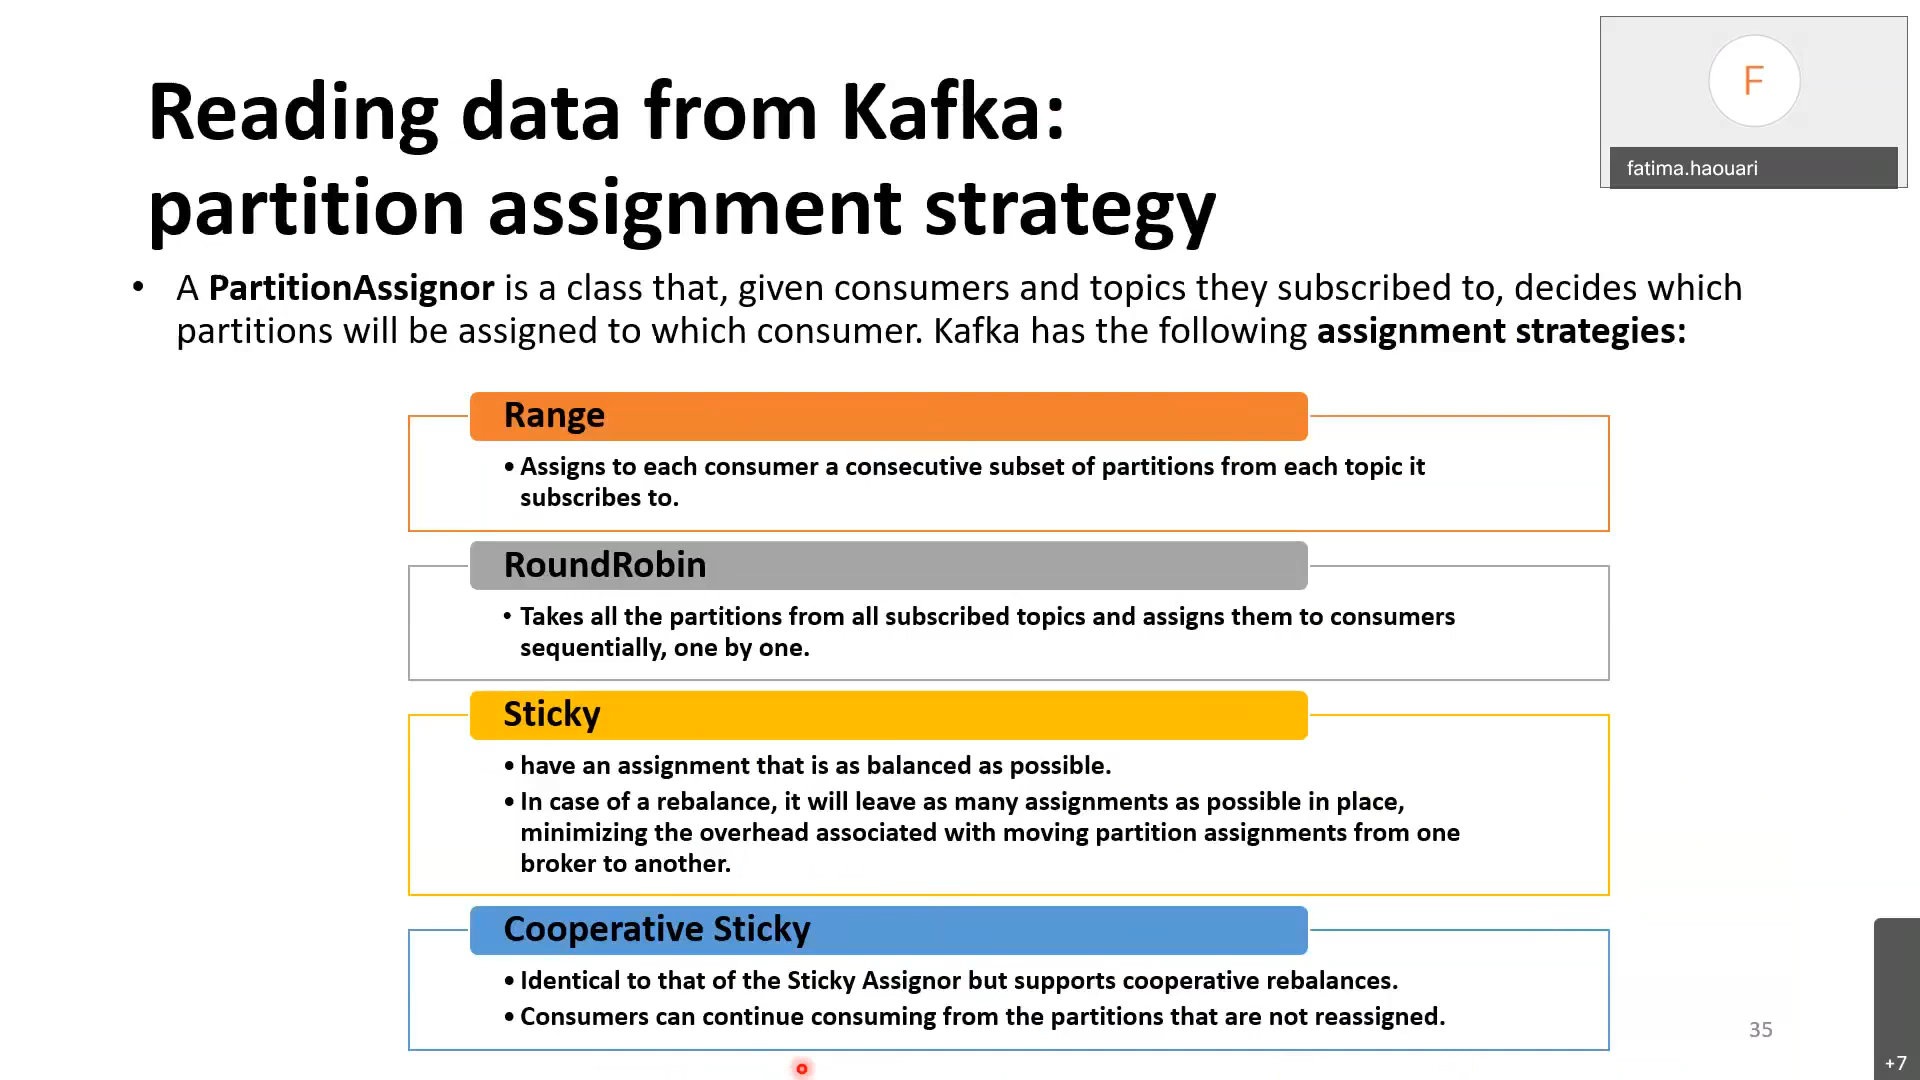 Reading data from Kafka:
partition assignment strategy
F
fatima.haouari
• A PartitionAssignor is a class that, given consumers and topics they subscribed to, decides which
partitions will be assigned to which consumer. Kafka has the following assignment strategies:
Range
• Assigns to each consumer a consecutive subset of partitions from each topic it
subscribes to.
RoundRobin
• Takes all the partitions from all subscribed topics and assigns them to consumers
sequentially, one by one.
Sticky
• have an assignment that is as balanced as possible.
• In case of a rebalance, it will leave as many assignments as possible in place,
minimizing the overhead associated with moving partition assignments from one
broker to another.
Cooperative Sticky
• Identical to that of the Sticky Assignor but supports cooperative rebalances.
• Consumers can continue consuming from the partitions that are not reassigned.
35
+7